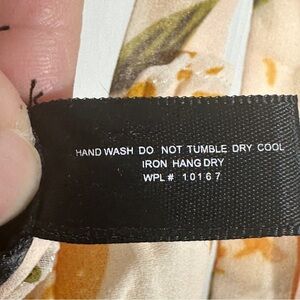 HAND WASH DO NOT TUMBLE DRY COOL
IRON HANG DRY
WPL# 10167